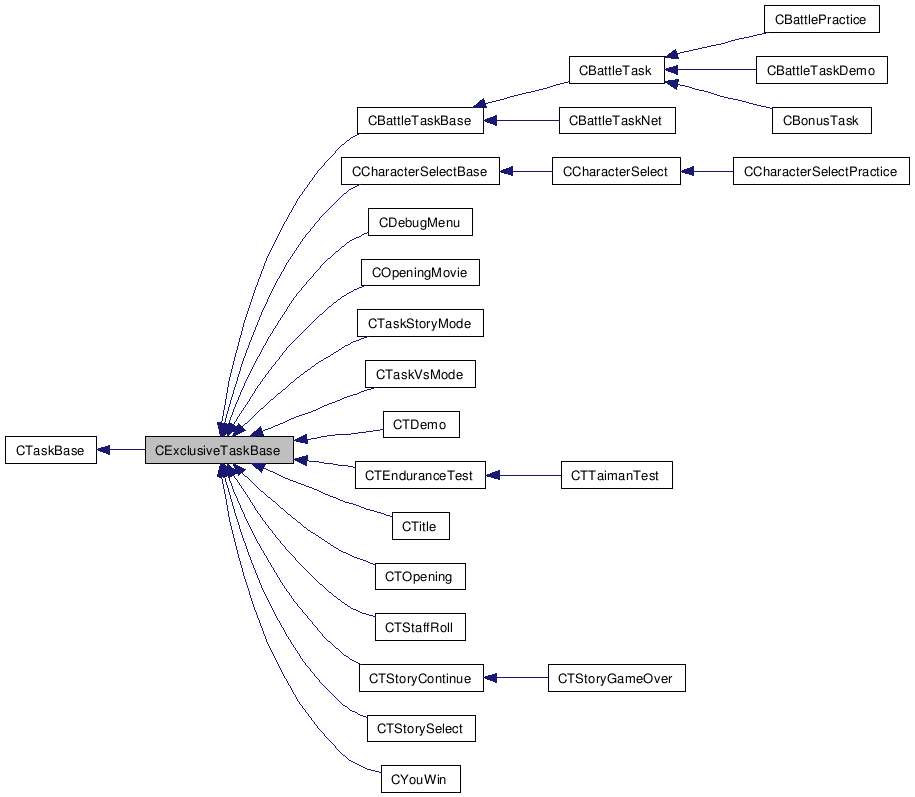 CBattlePractice
CBattleTask
CBattleTaskDemo
CBattleTaskBase
CBattleTaskNet
CBonusTask
CCharacterSelectBase
CCharacterSelect
CCharacterSelectPractice
CDebugMenu
COpeningMovie
CTaskStoryMode
CTaskVsMode
CTDemo
CTaskBase
CExclusiveTaskBase
CTEnduranceTest
CTTaimanTest
CTitle
CTOpening
CTStaffRoll
CTStoryContinue
CTStoryGameOver
CTStorySelect
CYouWin